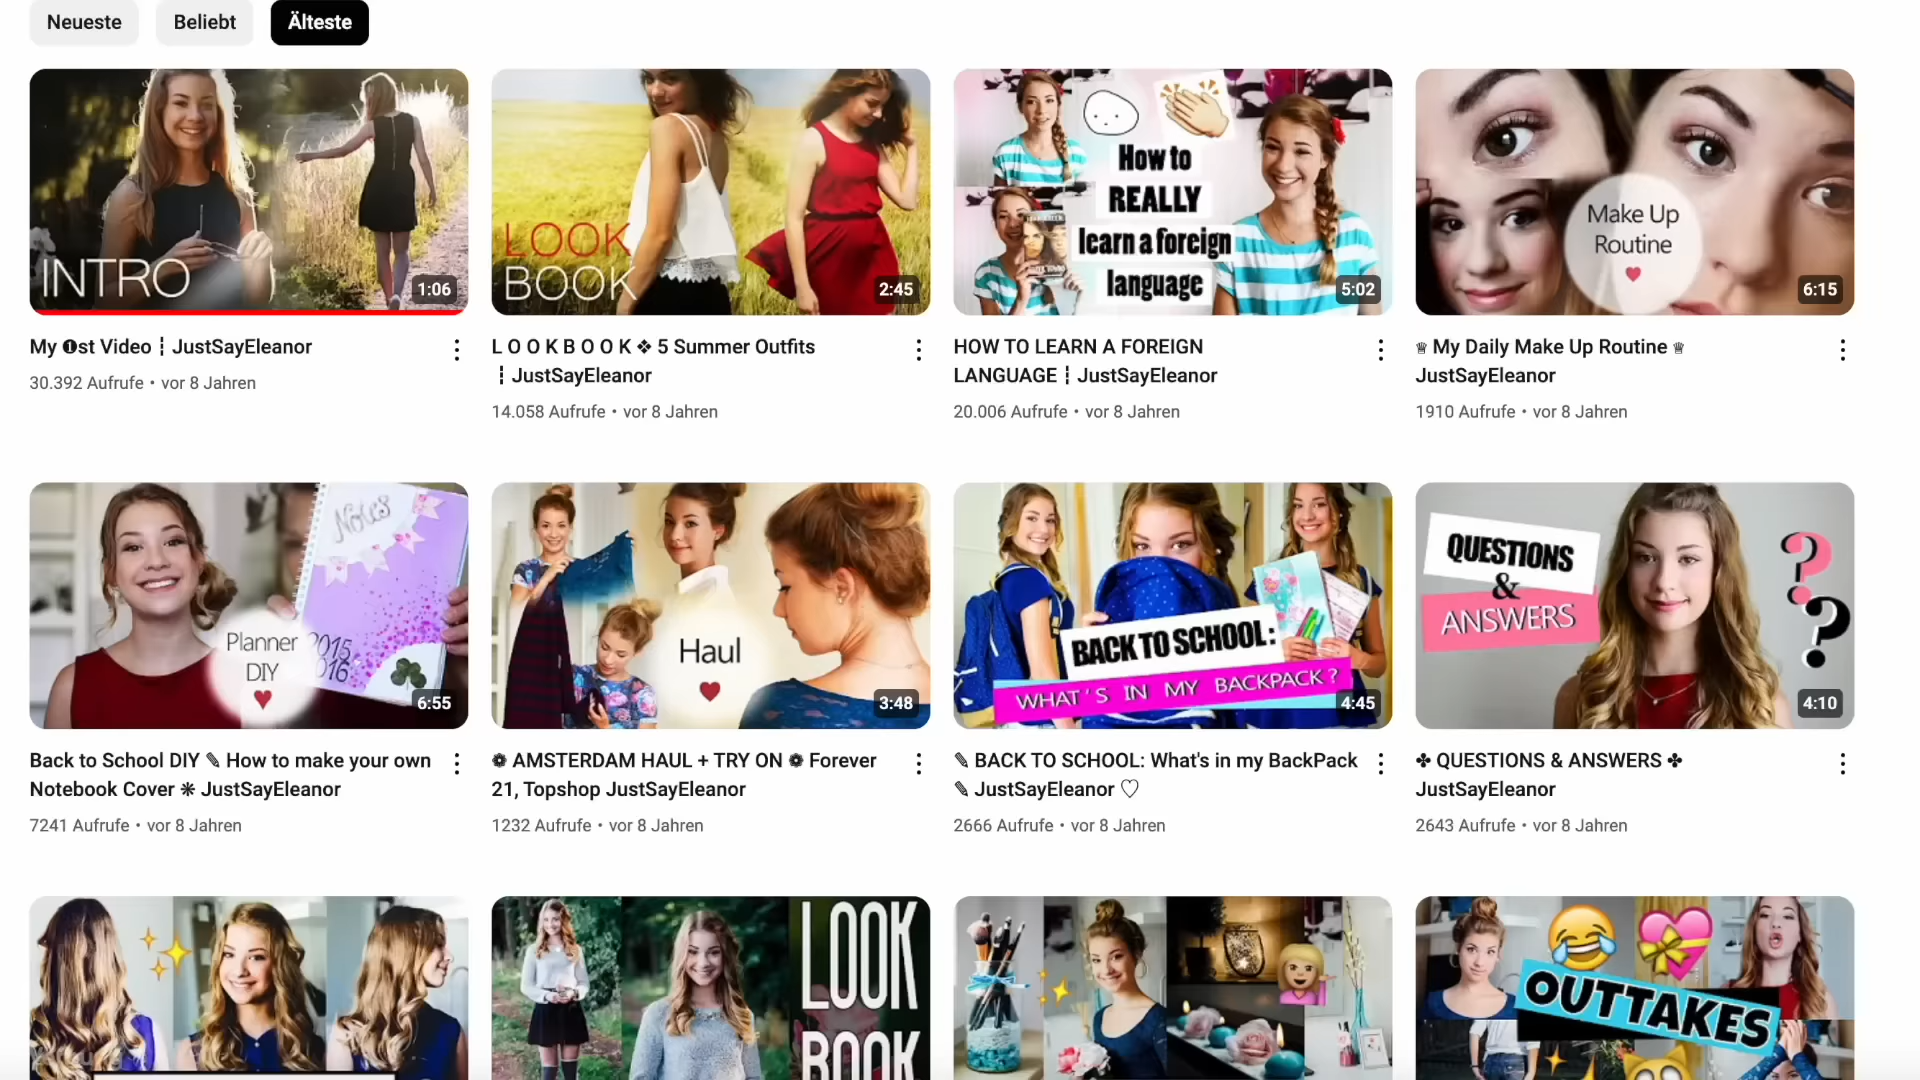 Neueste
Beliebt
Älteste
INTRO
1:06
LOOK
BOOK
2:45
How to
REALLY
learn a foreign
language
5:02
Make Up
Routine
6:15
My ❶st Video ┇ JustSayEleanor
30.392 Aufrufe • vor 8 Jahren
L O O K B O O K ❖ 5 Summer Outfits
┇ JustSayEleanor
14.058 Aufrufe • vor 8 Jahren
HOW TO LEARN A FOREIGN
LANGUAGE ┇ JustSayEleanor
20.006 Aufrufe • vor 8 Jahren
♕ My Daily Make Up Routine ♕
JustSayEleanor
1910 Aufrufe • vor 8 Jahren
Notes
Planner
DIY
2015
2016
6:55
Haul
3:48
BACK TO SCHOOL:
WHAT'S IN MY BACKPACK?
4:45
QUESTIONS
&
ANSWERS
? ?
4:10
Back to School DIY ✎ How to make your own
Notebook Cover ❋ JustSayEleanor
7241 Aufrufe • vor 8 Jahren
❁ AMSTERDAM HAUL + TRY ON ❁ Forever
21, Topshop JustSayEleanor
1232 Aufrufe • vor 8 Jahren
✎ BACK TO SCHOOL: What's in my BackPack
✎ JustSayEleanor ♡
2666 Aufrufe • vor 8 Jahren
✤ QUESTIONS & ANSWERS ✤
JustSayEleanor
2643 Aufrufe • vor 8 Jahren
LOOK
BOOK
OUTTAKES